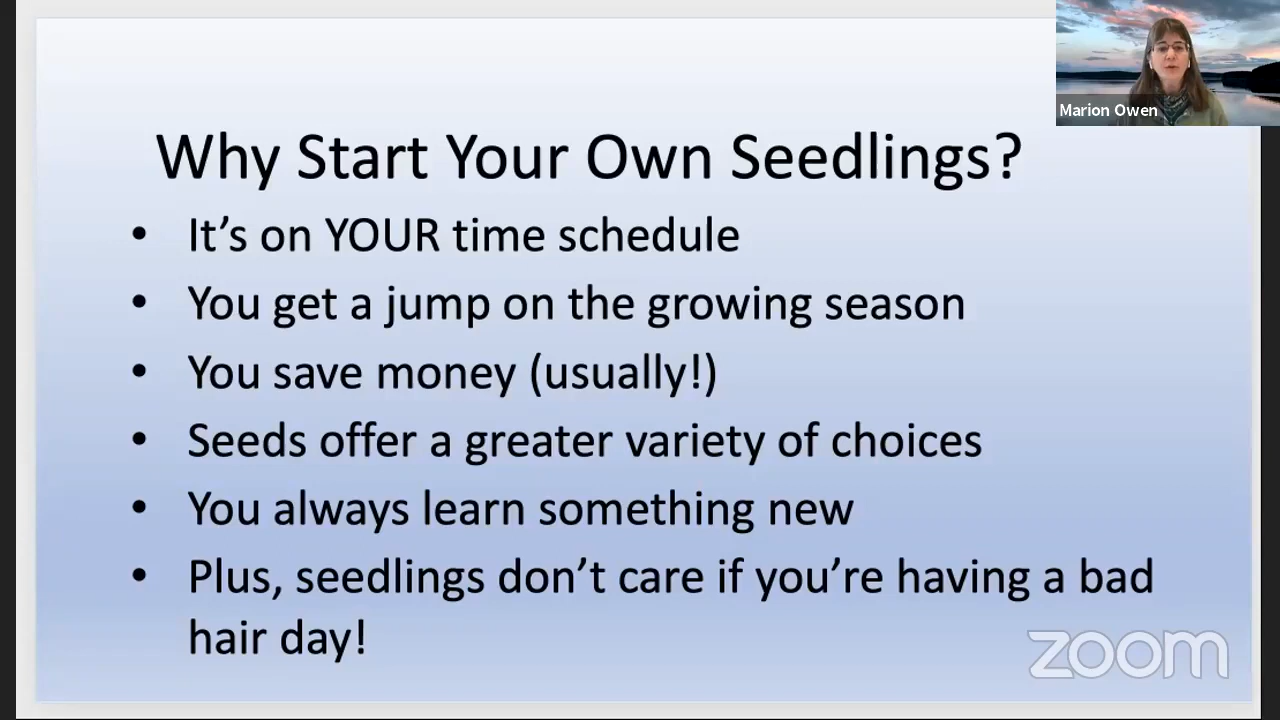 Marion Owen
Why Start Your Own Seedlings?
• It’s on YOUR time schedule
• You get a jump on the growing season
• You save money (usually!)
• Seeds offer a greater variety of choices
• You always learn something new
• Plus, seedlings don’t care if you’re having a bad
hair day!
zoom